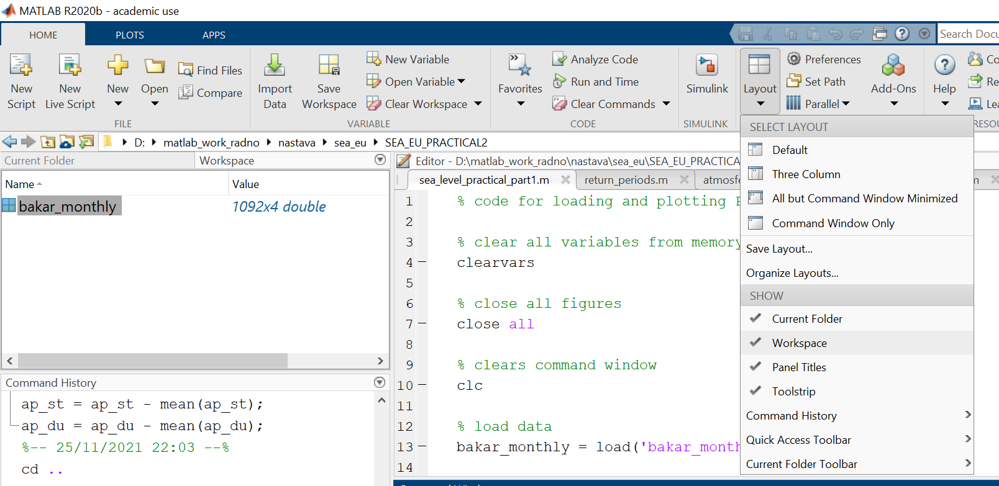 MATLAB R2020b - academic use
HOME PLOTS APPS
Search Docu
New Script
New Live Script
New
Open
Find Files
Compare
FILE
Import Data
Save Workspace
New Variable
Open Variable
Clear Workspace
VARIABLE
Favorites
Analyze Code
Run and Time
Clear Commands
CODE
Simulink
SIMULINK
Layout
Preferences
Set Path
Parallel
Add-Ons
Help
Co
Re
Lea
RESOU
D: matlab_work_radno nastava sea_eu SEA_EU_PRACTICAL2
Current Folder
Workspace
Name Value
bakar_monthly 1092x4 double
Command History
ap_st = ap_st - mean(ap_st);
ap_du = ap_du - mean(ap_du);
%-- 25/11/2021 22:03 --%
cd ..
Editor - D:\matlab_work_radno\nastava\sea_eu\SEA_EU_PRACTICA
sea_level_practical_part1.m return_periods.m atmosfe m
1 % code for loading and plotting
2
3 % clear all variables from memory
4 clearvars
5
6 % close all figures
7 close all
8
9 % clears command window
10 clc
11
12 % load data
13 bakar_monthly = load('bakar_month
14
SELECT LAYOUT
Default
Three Column
All but Command Window Minimized
Command Window Only
Save Layout...
Organize Layouts...
SHOW
Current Folder
Workspace
Panel Titles
Toolstrip
Command History
Quick Access Toolbar
Current Folder Toolbar